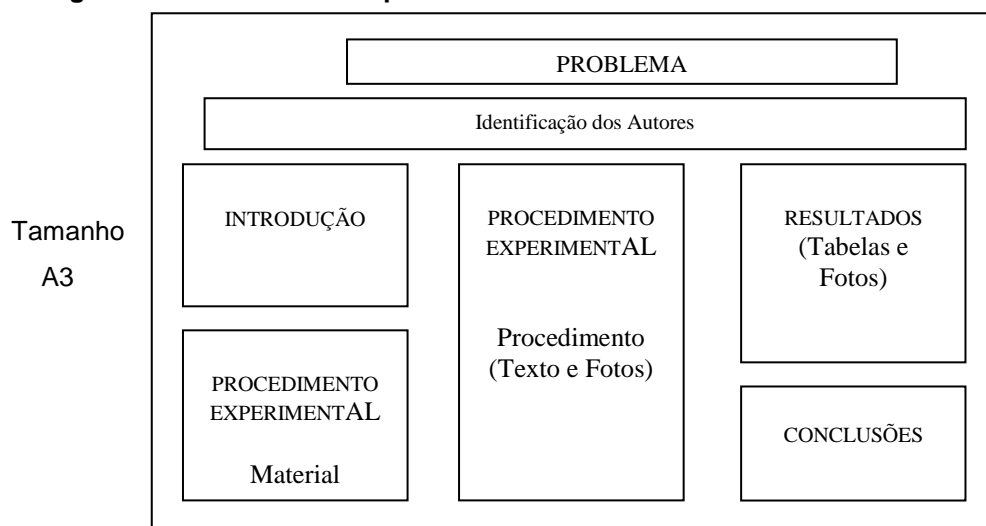 PROBLEMA
Identificação dos Autores
Tamanho
A3
INTRODUÇÃO
PROCEDIMENTO
EXPERIMENTAL
Material
PROCEDIMENTO
EXPERIMENTAL
Procedimento
(Texto e Fotos)
RESULTADOS
(Tabelas e
Fotos)
CONCLUSÕES